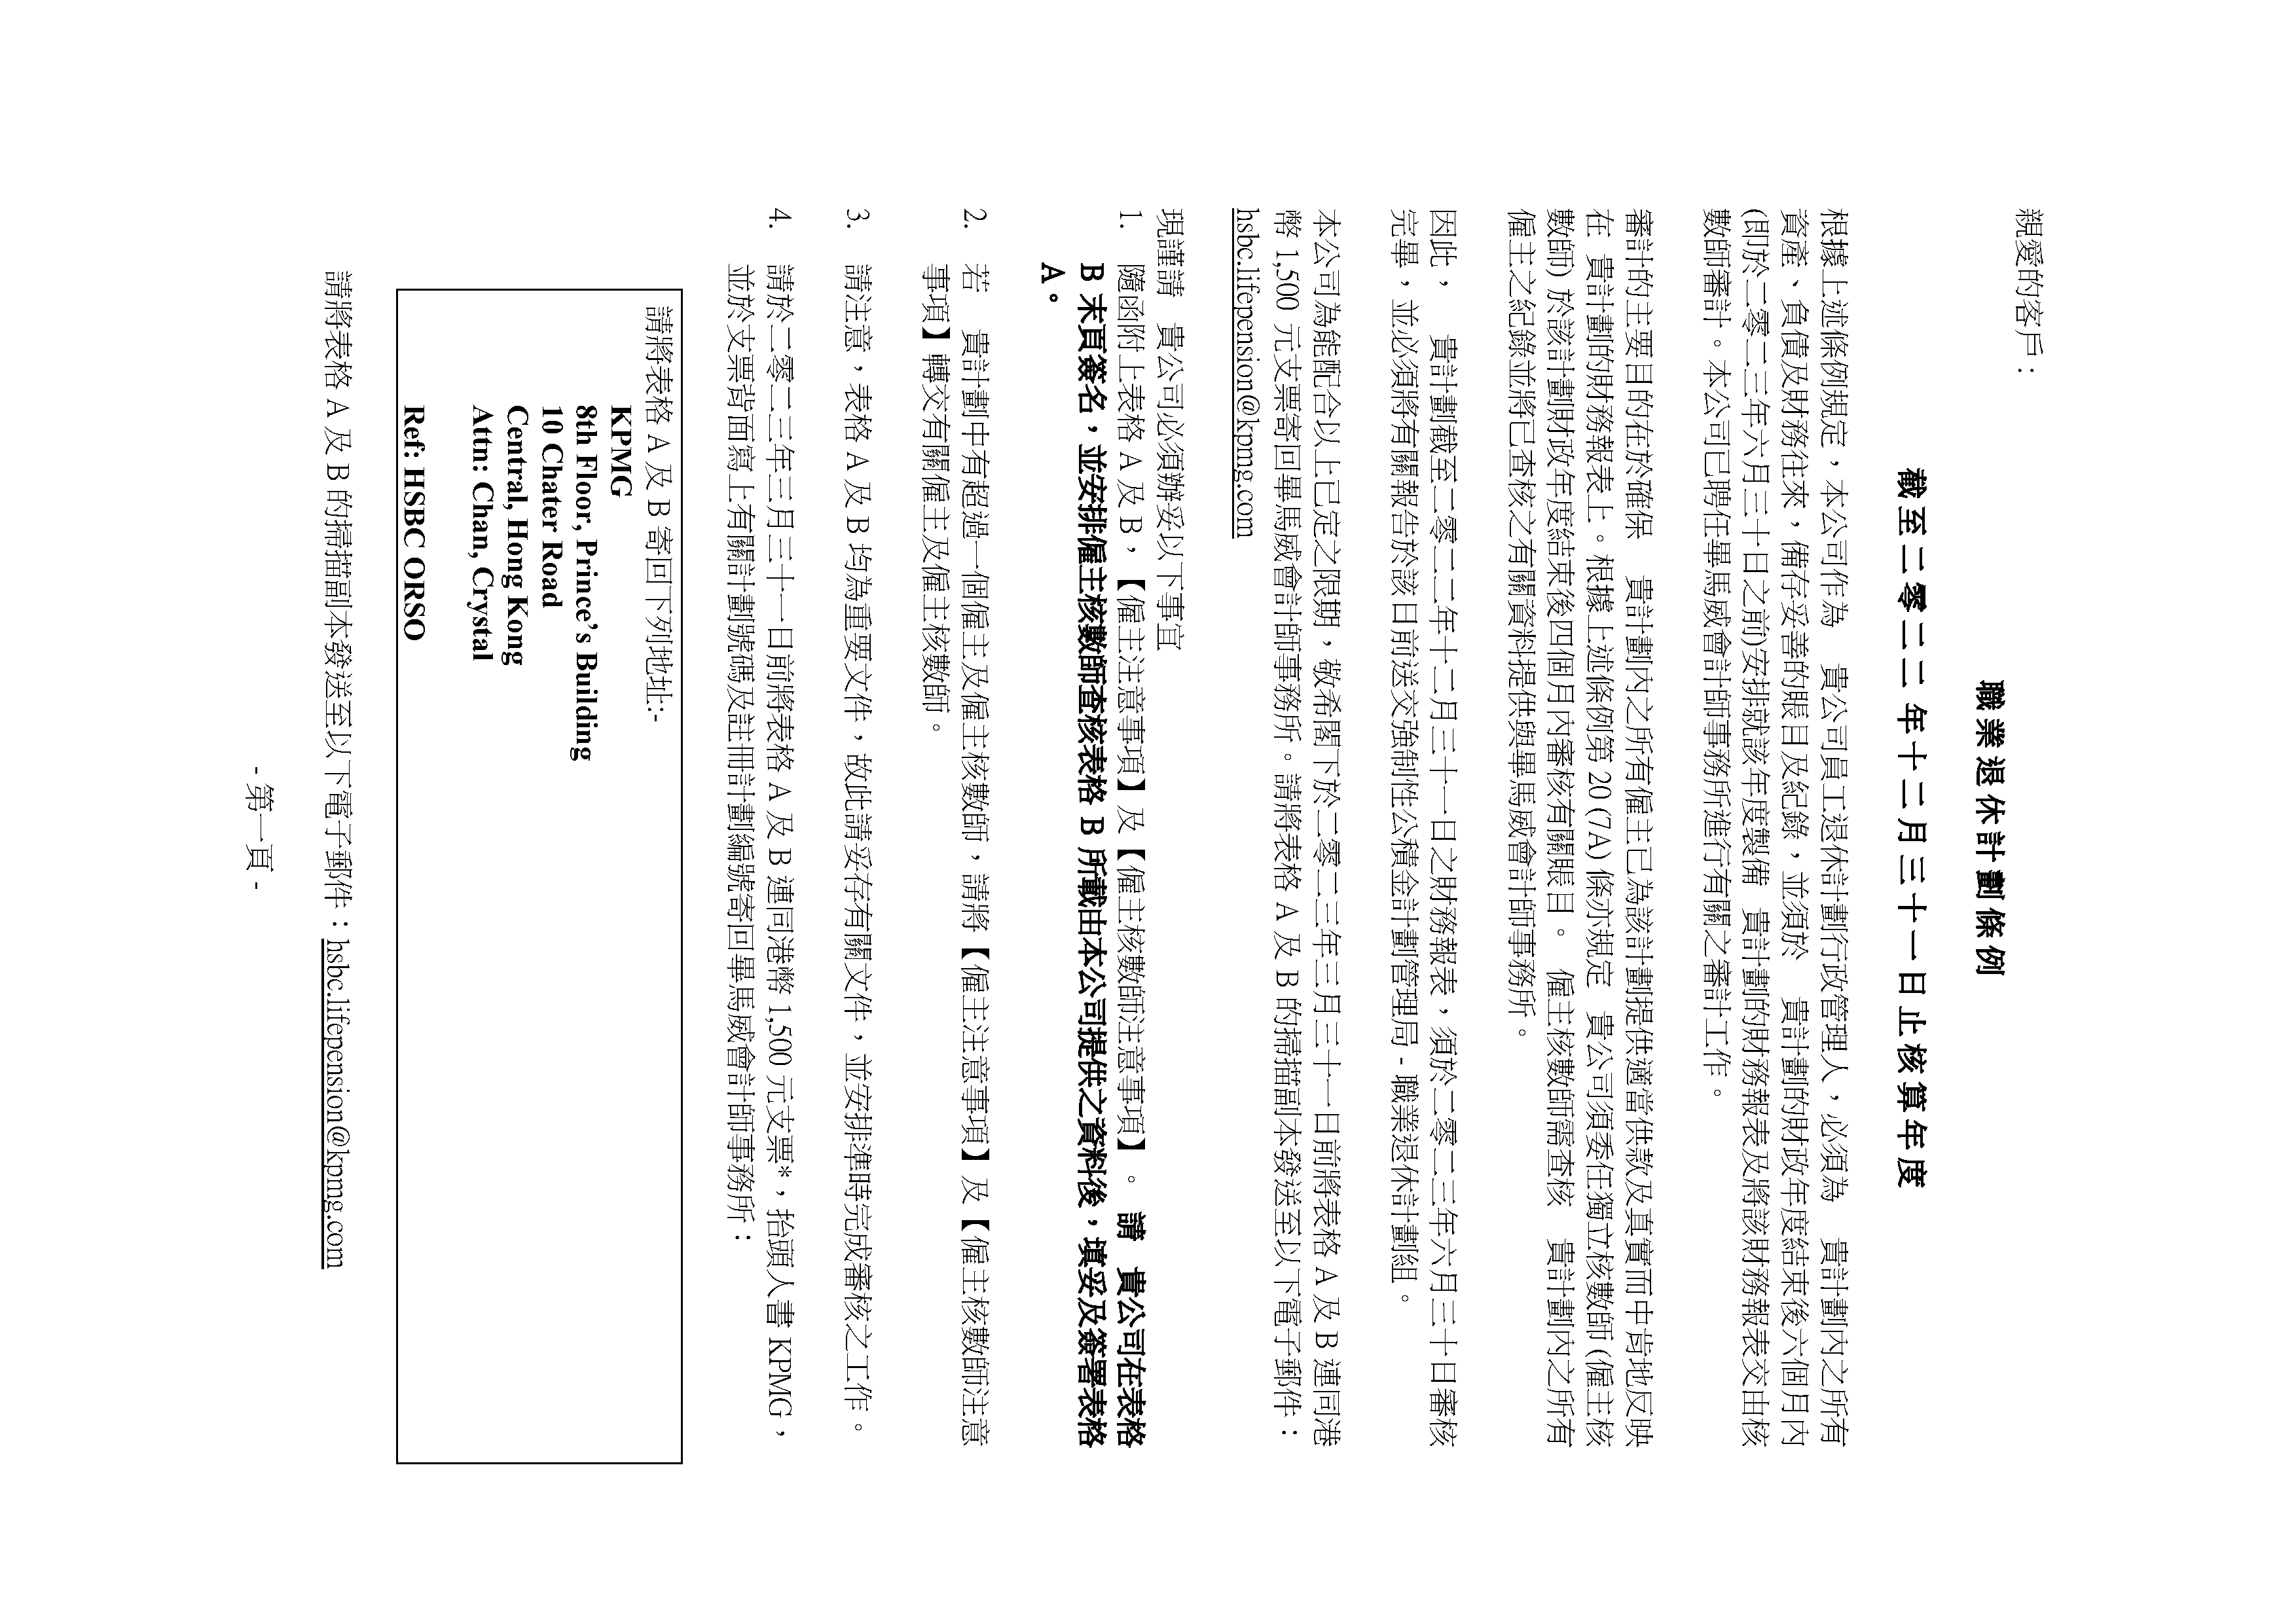 親愛的客戶：
職業退休計劃條例
截至二零二二年十二月三十一日止核算年度
根據上述條例規定，本公司作為 貴公司員工退休計劃行政管理人，必須為 貴計劃內之所有
資產、負債及財務往來，備存妥善的賬目及紀錄，並須於 貴計劃的財政年度結束後六個月內
(即於二零二三年六月三十日之前)安排就該年度製備 貴計劃的財務報表及將該財務報表交由核
數師審計。本公司已聘任畢馬威會計師事務所進行有關之審計工作。
審計的主要目的在於確保 貴計劃內之所有僱主已為該計劃提供適當供款及真實而中肯地反映
在 貴計劃的財務報表上。根據上述條例第 20 (7A) 條亦規定 貴公司須委任獨立核數師 (僱主核
數師) 於該計劃財政年度結束後四個月內審核有關賬目。 僱主核數師需查核 貴計劃內之所有
僱主之紀錄並將已查核之有關資料提供與畢馬威會計師事務所。
因此， 貴計劃截至二零二二年十二月三十一日之財務報表，須於二零二三年六月三十日審核
完畢，並必須將有關報告於該日前送交強制性公積金計劃管理局 - 職業退休計劃組。
本公司為能配合以上已定之限期，敬希閣下於二零二三年三月三十一日前將表格 A 及 B 連同港
幣 1,500 元支票寄回畢馬威會計師事務所。請將表格 A 及 B 的掃描副本發送至以下電子郵件：
hsbc.lifepension@kpmg.com
現謹請 貴公司必須辦妥以下事宜
1. 隨函附上表格 A 及 B，【僱主注意事項】及【僱主核數師注意事項】。請 貴公司在表格
B 末頁簽名，並安排僱主核數師查核表格 B 所載由本公司提供之資料後，填妥及簽署表格
A。
2. 若 貴計劃中有超過一個僱主及僱主核數師，請將【僱主注意事項】及【僱主核數師注意
事項】轉交有關僱主及僱主核數師。
3. 請注意，表格 A 及 B 均為重要文件，故此請妥存有關文件，並安排準時完成審核之工作。
4. 請於二零二三年三月三十一日前將表格 A 及 B 連同港幣 1,500 元支票*，抬頭人書 KPMG，
並於支票背面寫上有關計劃號碼及註冊計劃編號寄回畢馬威會計師事務所：
請將表格 A 及 B 寄回下列地址:-
KPMG
8th Floor, Prince’s Building
10 Chater Road
Central, Hong Kong
Attn: Chan, Crystal
Ref: HSBC ORSO
請將表格 A 及 B 的掃描副本發送至以下電子郵件：hsbc.lifepension@kpmg.com
- 第一頁 -